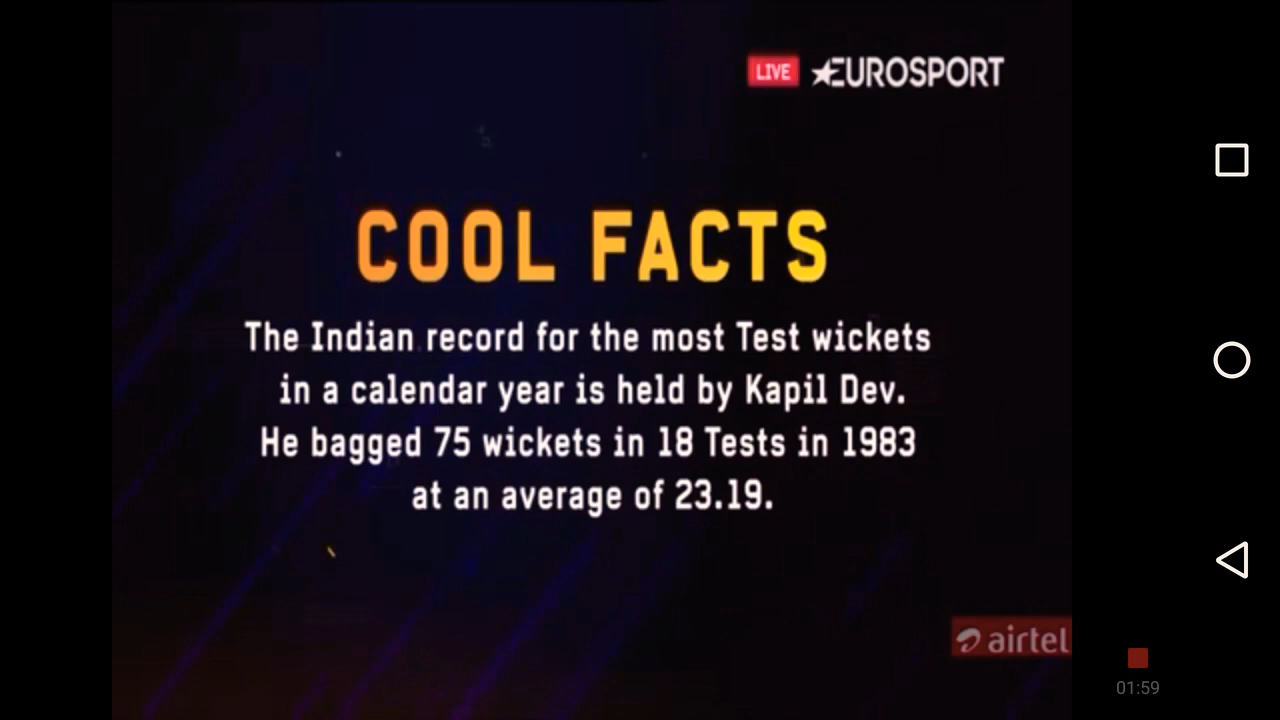 LIVE EUROSPORT
COOL FACTS
The Indian record for the most Test wickets
in a calendar year is held by Kapil Dev.
He bagged 75 wickets in 18 Tests in 1983
at an average of 23.19.
airtel
01:59